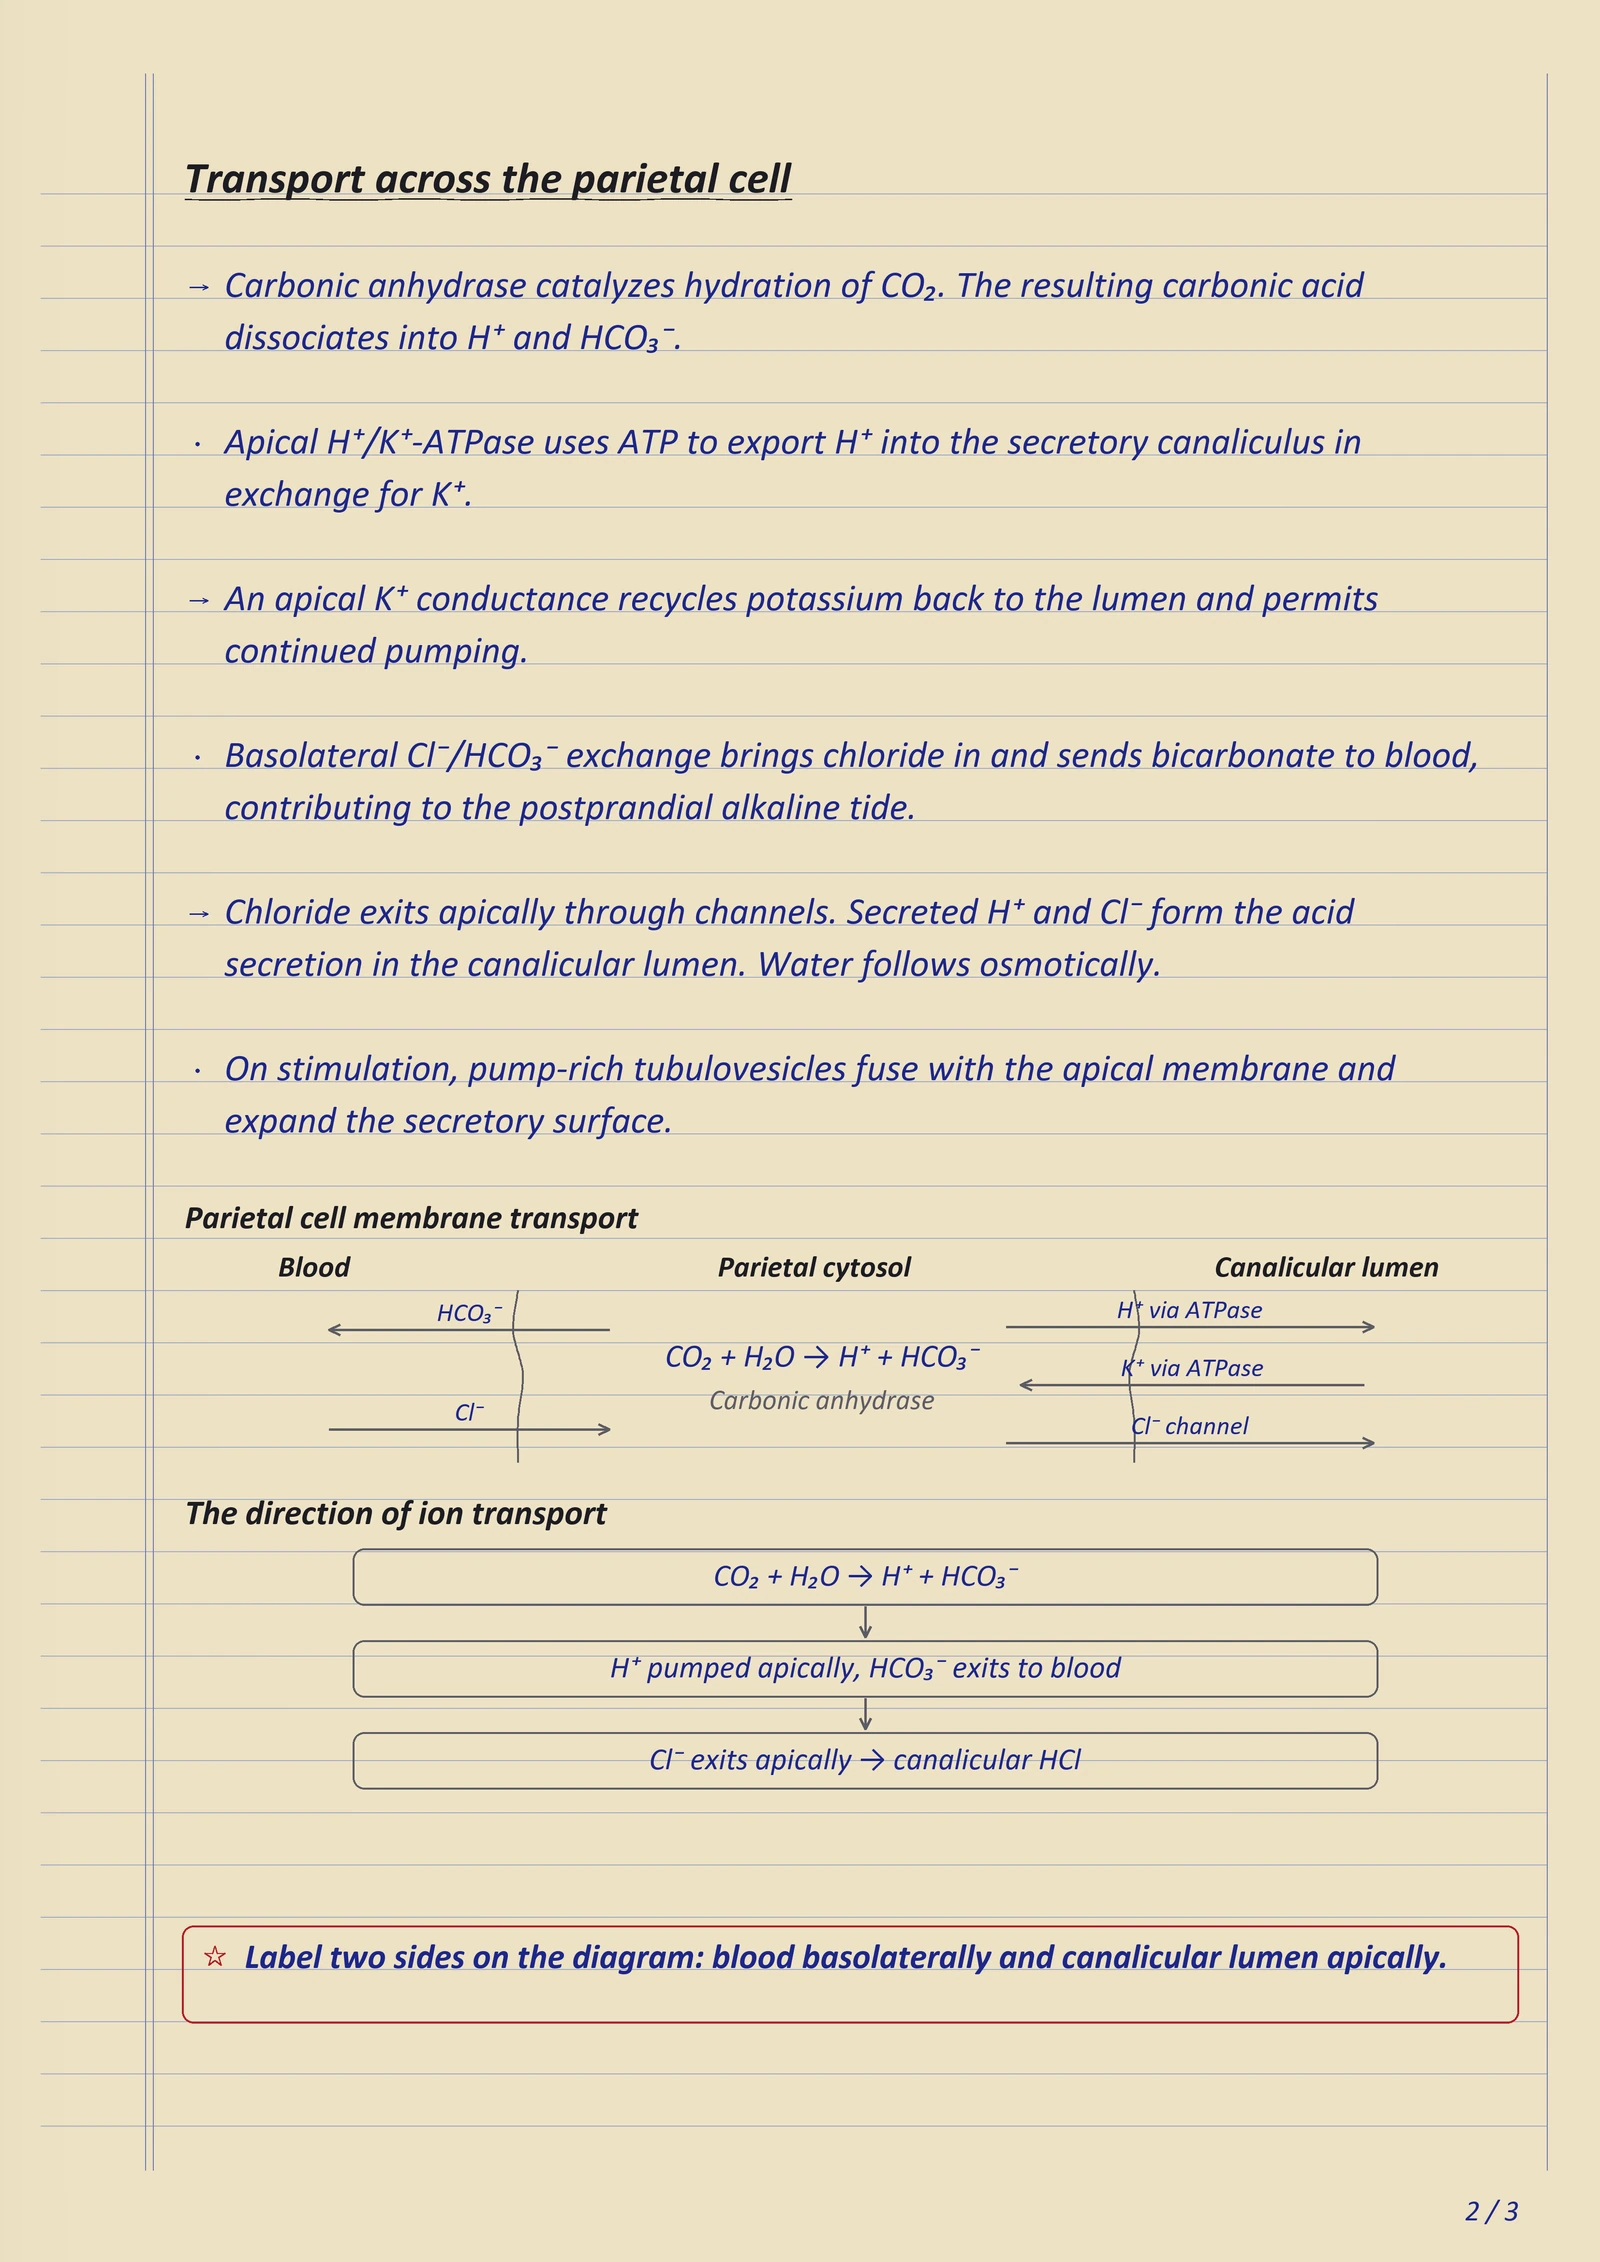 Transport across the parietal cell
→ Carbonic anhydrase catalyzes hydration of CO₂. The resulting carbonic acid
dissociates into H⁺ and HCO₃⁻.
· Apical H⁺/K⁺-ATPase uses ATP to export H⁺ into the secretory canaliculus in
exchange for K⁺.
→ An apical K⁺ conductance recycles potassium back to the lumen and permits
continued pumping.
· Basolateral Cl⁻/HCO₃⁻ exchange brings chloride in and sends bicarbonate to blood,
contributing to the postprandial alkaline tide.
→ Chloride exits apically through channels. Secreted H⁺ and Cl⁻ form the acid
secretion in the canalicular lumen. Water follows osmotically.
· On stimulation, pump-rich tubulovesicles fuse with the apical membrane and
expand the secretory surface.
Parietal cell membrane transport
Blood Parietal cytosol Canalicular lumen
HCO₃⁻
H⁺ via ATPase
CO₂ + H₂O → H⁺ + HCO₃⁻
K⁺ via ATPase
Carbonic anhydrase
Cl⁻
Cl⁻ channel
The direction of ion transport
CO₂ + H₂O → H⁺ + HCO₃⁻
H⁺ pumped apically, HCO₃⁻ exits to blood
Cl⁻ exits apically → canalicular HCl
☆ Label two sides on the diagram: blood basolaterally and canalicular lumen apically.
2 / 3